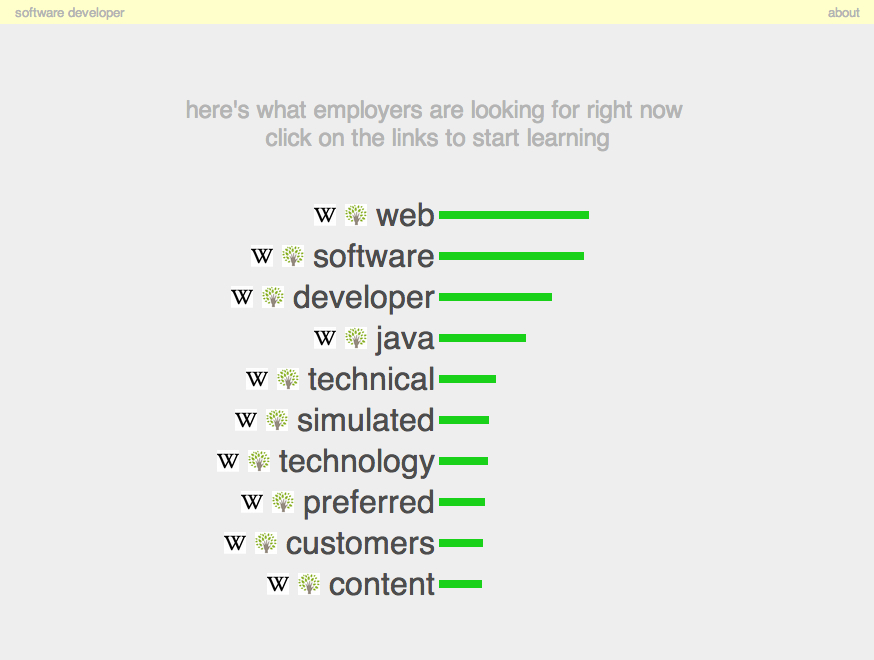 software developer about
here's what employers are looking for right now
click on the links to start learning
W web
W software
W developer
W java
W technical
W simulated
W technology
W preferred
W customers
W content